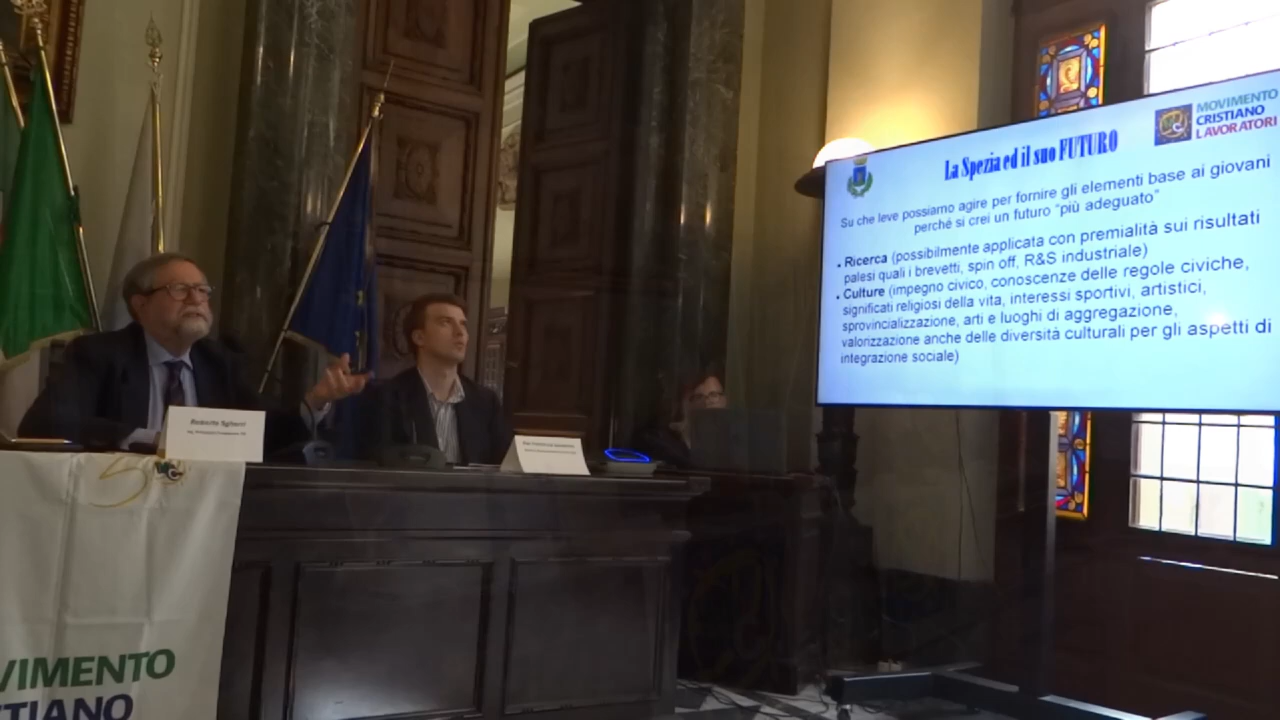 MOVIMENTO
CRISTIANO
LAVORATORI
La Spezia ed il suo FUTURO
Su che leve possiamo agire per fornire gli elementi base ai giovani
perché si crei un futuro "più adeguato"
• Ricerca (possibilmente applicata con premialità sui risultati
palesi quali i brevetti, spin off, R&S industriale)
• Culture (impegno civico, conoscenze delle regole civiche,
significati religiosi della vita, interessi sportivi, artistici,
sprovincializzazione, arti e luoghi di aggregazione,
valorizzazione anche delle diversità culturali per gli aspetti di
integrazione sociale)
Roberto
50
VIMENTO
TIANO